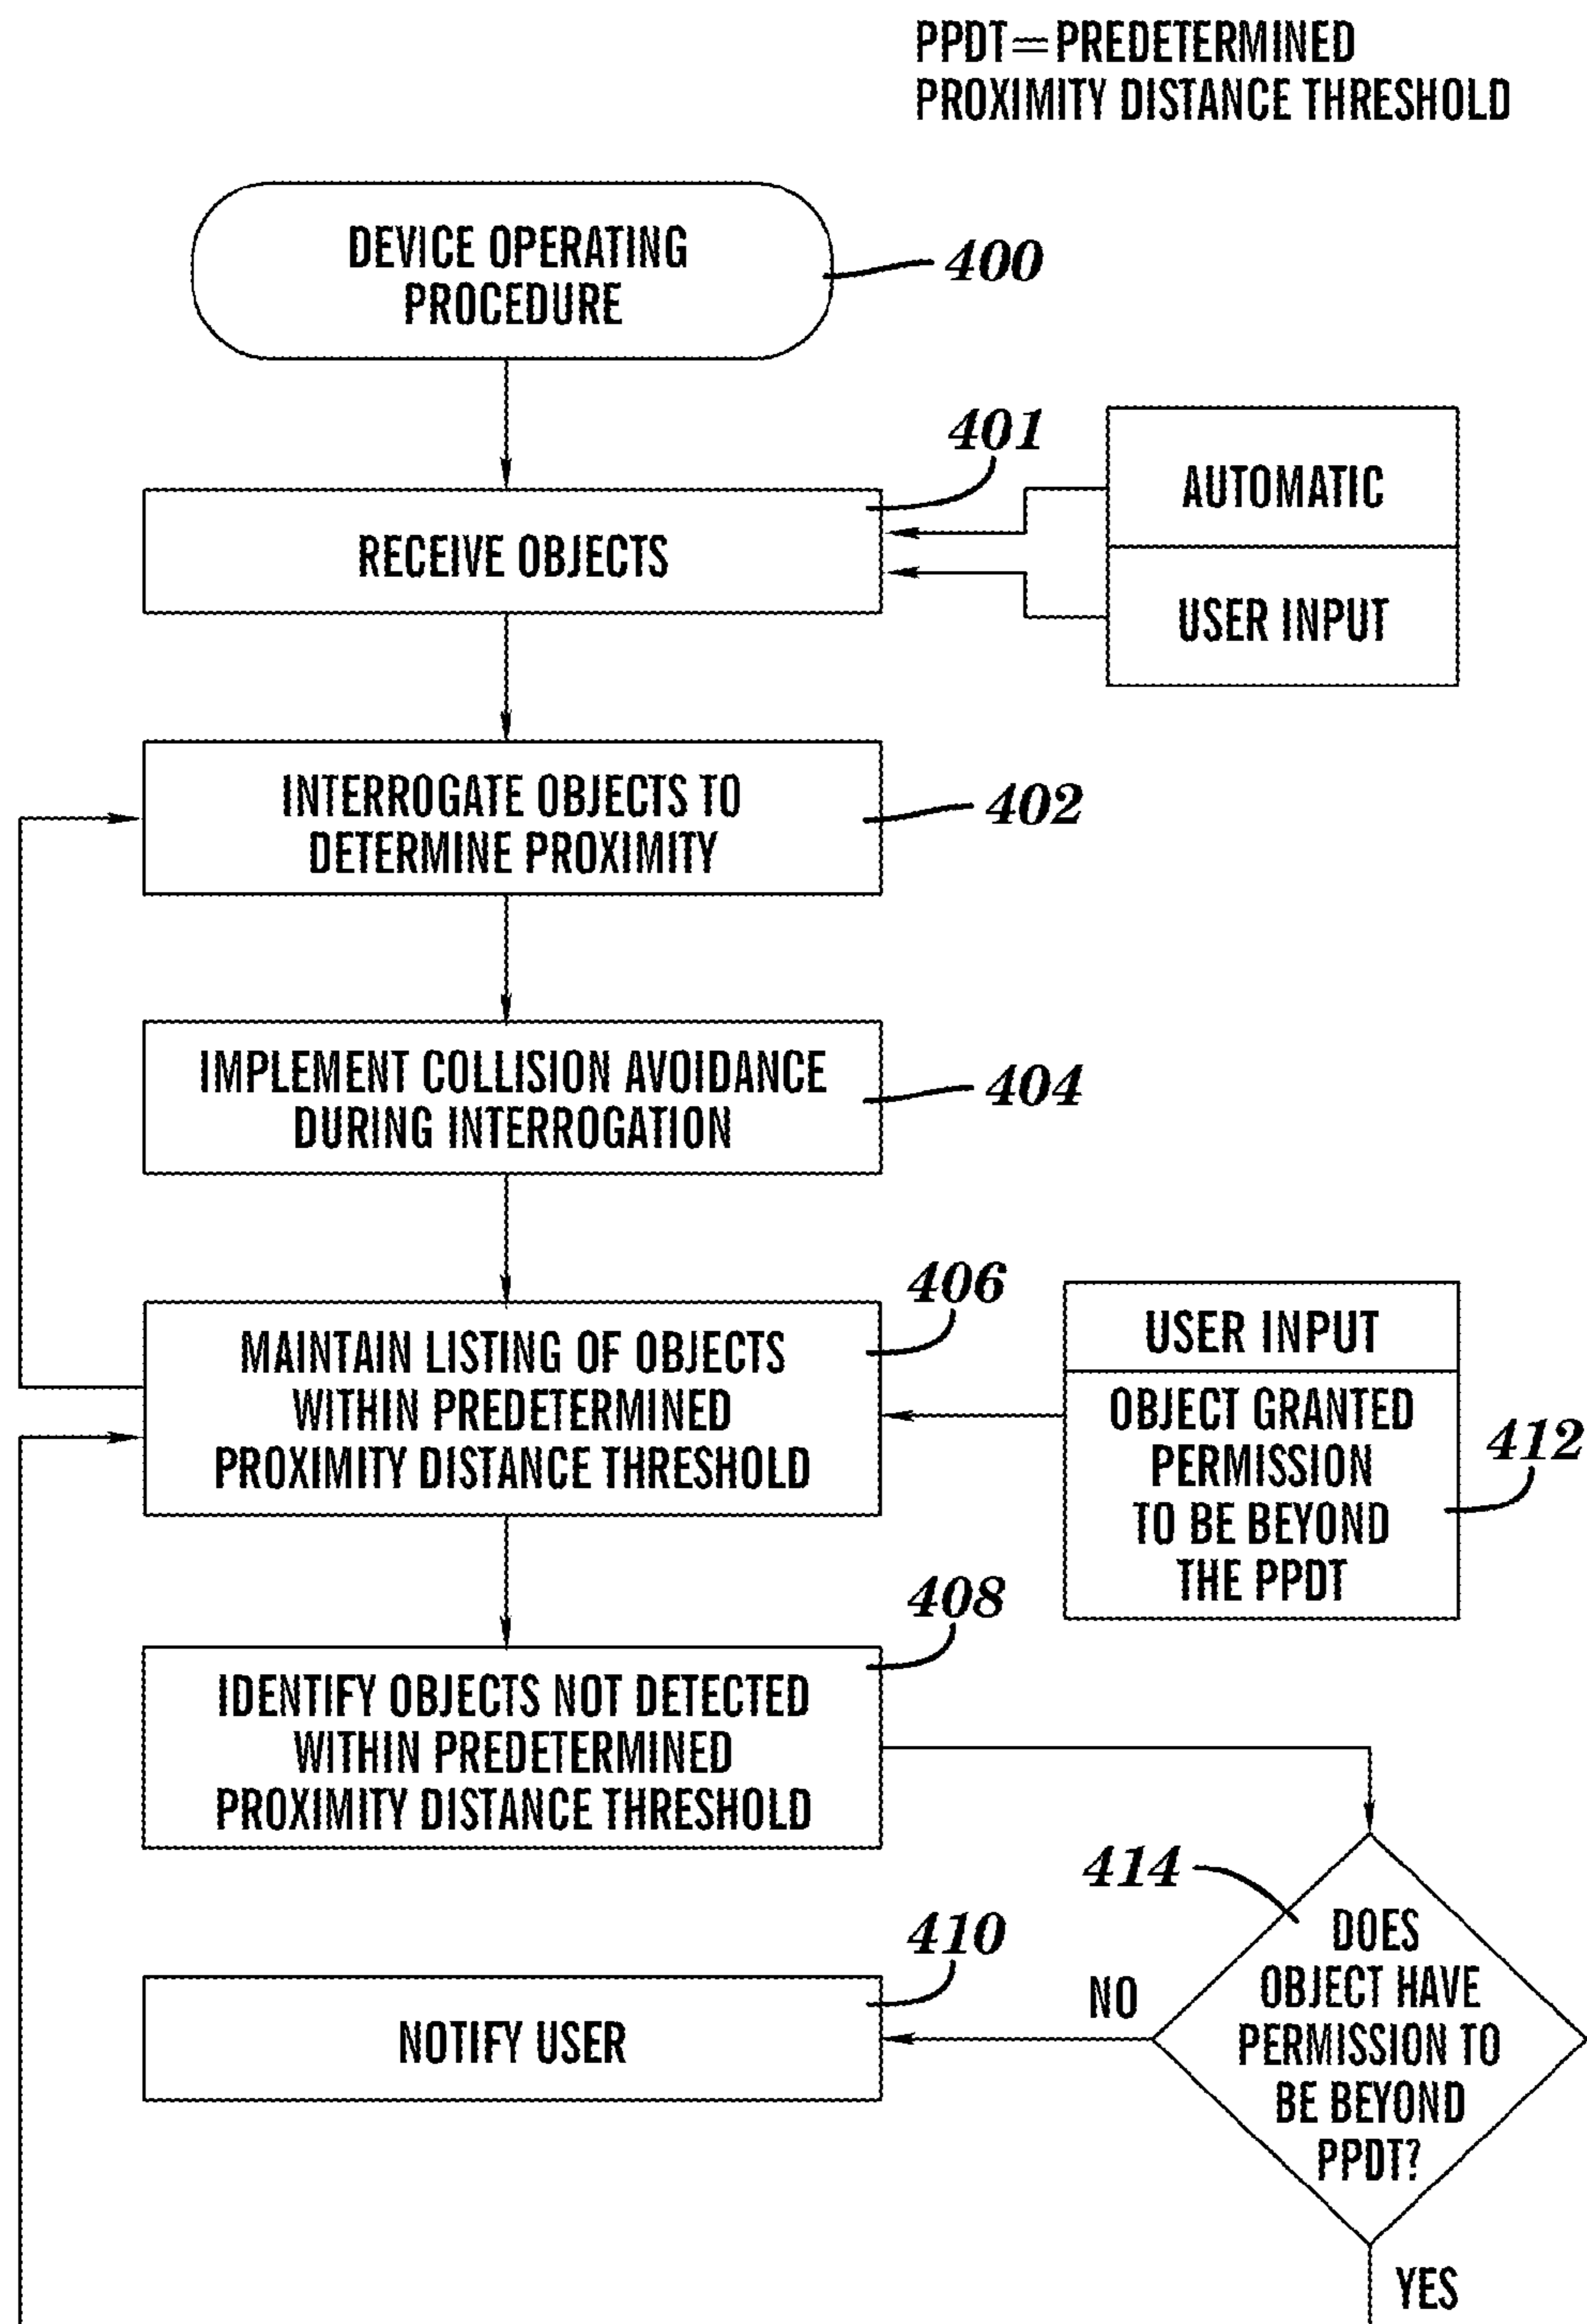 PPDT=PREDETERMINED
PROXIMITY DISTANCE THRESHOLD
DEVICE OPERATING
PROCEDURE
400
401
RECEIVE OBJECTS
AUTOMATIC
USER INPUT
INTERROGATE OBJECTS TO
DETERMINE PROXIMITY
402
IMPLEMENT COLLISION AVOIDANCE
DURING INTERROGATION
404
406
MAINTAIN LISTING OF OBJECTS
WITHIN PREDETERMINED
PROXIMITY DISTANCE THRESHOLD
USER INPUT
OBJECT GRANTED
PERMISSION
TO BE BEYOND
THE PPDT
412
408
IDENTIFY OBJECTS NOT DETECTED
WITHIN PREDETERMINED
PROXIMITY DISTANCE THRESHOLD
414
DOES
OBJECT HAVE
PERMISSION TO
BE BEYOND
PPDT?
NO
410
NOTIFY USER
YES